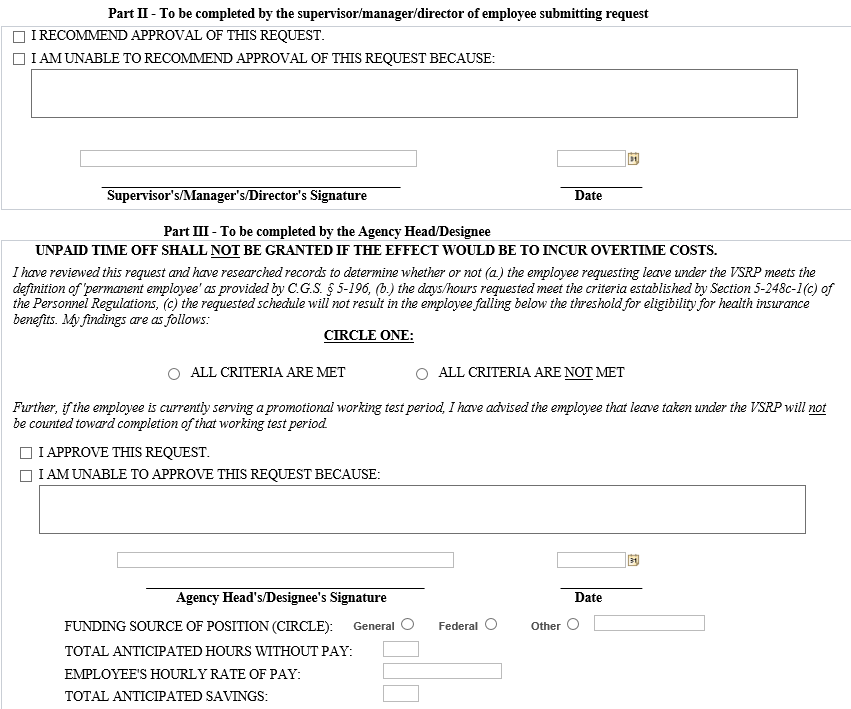 Part II - To be completed by the supervisor/manager/director of employee submitting request
I RECOMMEND APPROVAL OF THIS REQUEST.
I AM UNABLE TO RECOMMEND APPROVAL OF THIS REQUEST BECAUSE:
31
Supervisor's/Manager's/Director's Signature Date
Part III - To be completed by the Agency Head/Designee
UNPAID TIME OFF SHALL NOT BE GRANTED IF THE EFFECT WOULD BE TO INCUR OVERTIME COSTS.
I have reviewed this request and have researched records to determine whether or not (a.) the employee requesting leave under the VSRP meets the
definition of 'permanent employee' as provided by C.G.S. § 5-196, (b.) the days/hours requested meet the criteria established by Section 5-248c-1(c) of
the Personnel Regulations, (c) the requested schedule will not result in the employee falling below the threshold for eligibility for health insurance
benefits. My findings are as follows:
CIRCLE ONE:
ALL CRITERIA ARE MET ALL CRITERIA ARE NOT MET
Further, if the employee is currently serving a promotional working test period, I have advised the employee that leave taken under the VSRP will not
be counted toward completion of that working test period.
I APPROVE THIS REQUEST.
I AM UNABLE TO APPROVE THIS REQUEST BECAUSE:
31
Agency Head's/Designee's Signature Date
FUNDING SOURCE OF POSITION (CIRCLE): General Federal Other
TOTAL ANTICIPATED HOURS WITHOUT PAY:
EMPLOYEE'S HOURLY RATE OF PAY:
TOTAL ANTICIPATED SAVINGS: